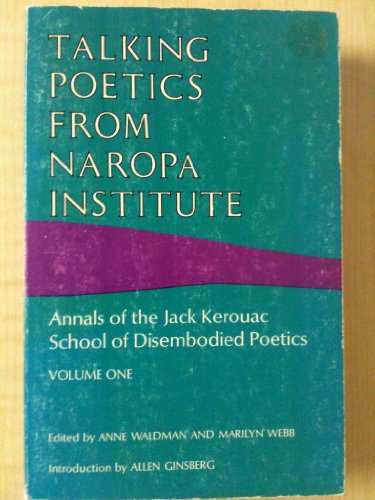 TALKING
POETICS
FROM
NAROPA
INSTITUTE
Annals of the Jack Kerouac
School of Disembodied Poetics
VOLUME ONE
Edited by ANNE WALDMAN AND MARILYN WEBB
Introduction by ALLEN GINSBERG